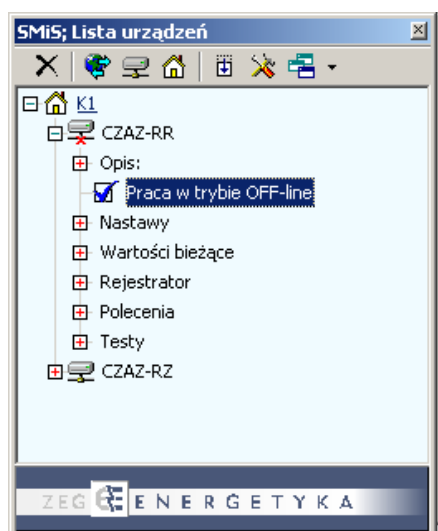 SMiS; Lista urządzeń
K1
CZAZ-RR
Opis:
Praca w trybie OFF-line
Nastawy
Wartości bieżące
Rejestrator
Polecenia
Testy
CZAZ-RZ
ZEG ENERGETYKA